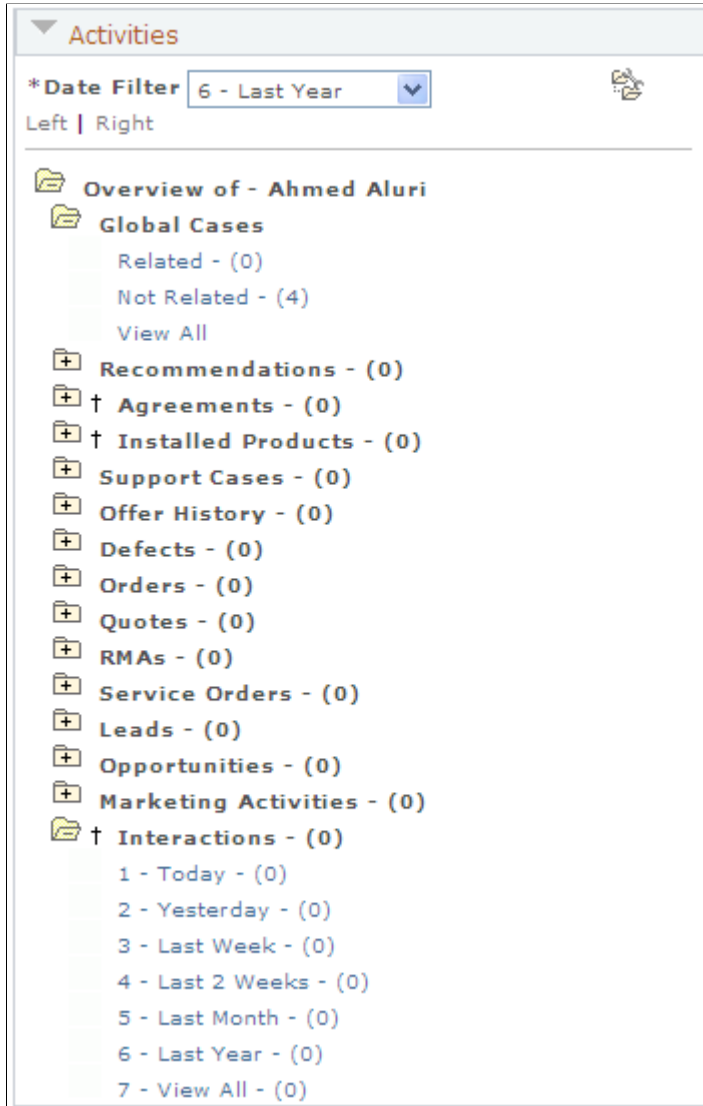 Activities
*Date Filter 6 - Last Year
Left | Right
Overview of - Ahmed Aluri
Global Cases
Related - (0)
Not Related - (4)
View All
Recommendations - (0)
† Agreements - (0)
† Installed Products - (0)
Support Cases - (0)
Offer History - (0)
Defects - (0)
Orders - (0)
Quotes - (0)
RMAs - (0)
Service Orders - (0)
Leads - (0)
Opportunities - (0)
Marketing Activities - (0)
† Interactions - (0)
1 - Today - (0)
2 - Yesterday - (0)
3 - Last Week - (0)
4 - Last 2 Weeks - (0)
5 - Last Month - (0)
6 - Last Year - (0)
7 - View All - (0)